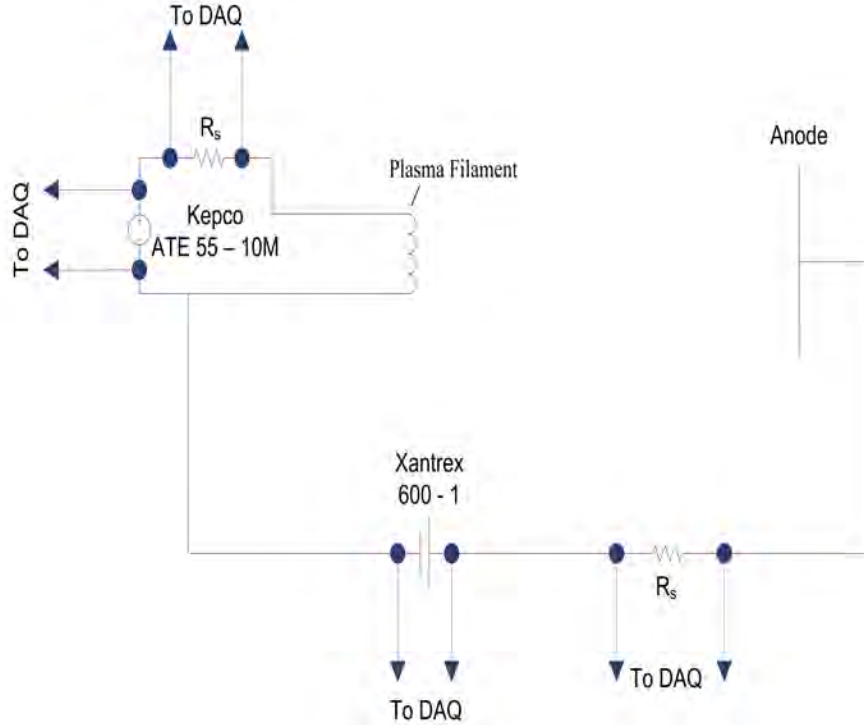 To DAQ
Rs
Anode
Plasma Filament
To DAQ
Kepco
ATE 55 – 10M
Xantrex
600 - 1
Rs
To DAQ
To DAQ